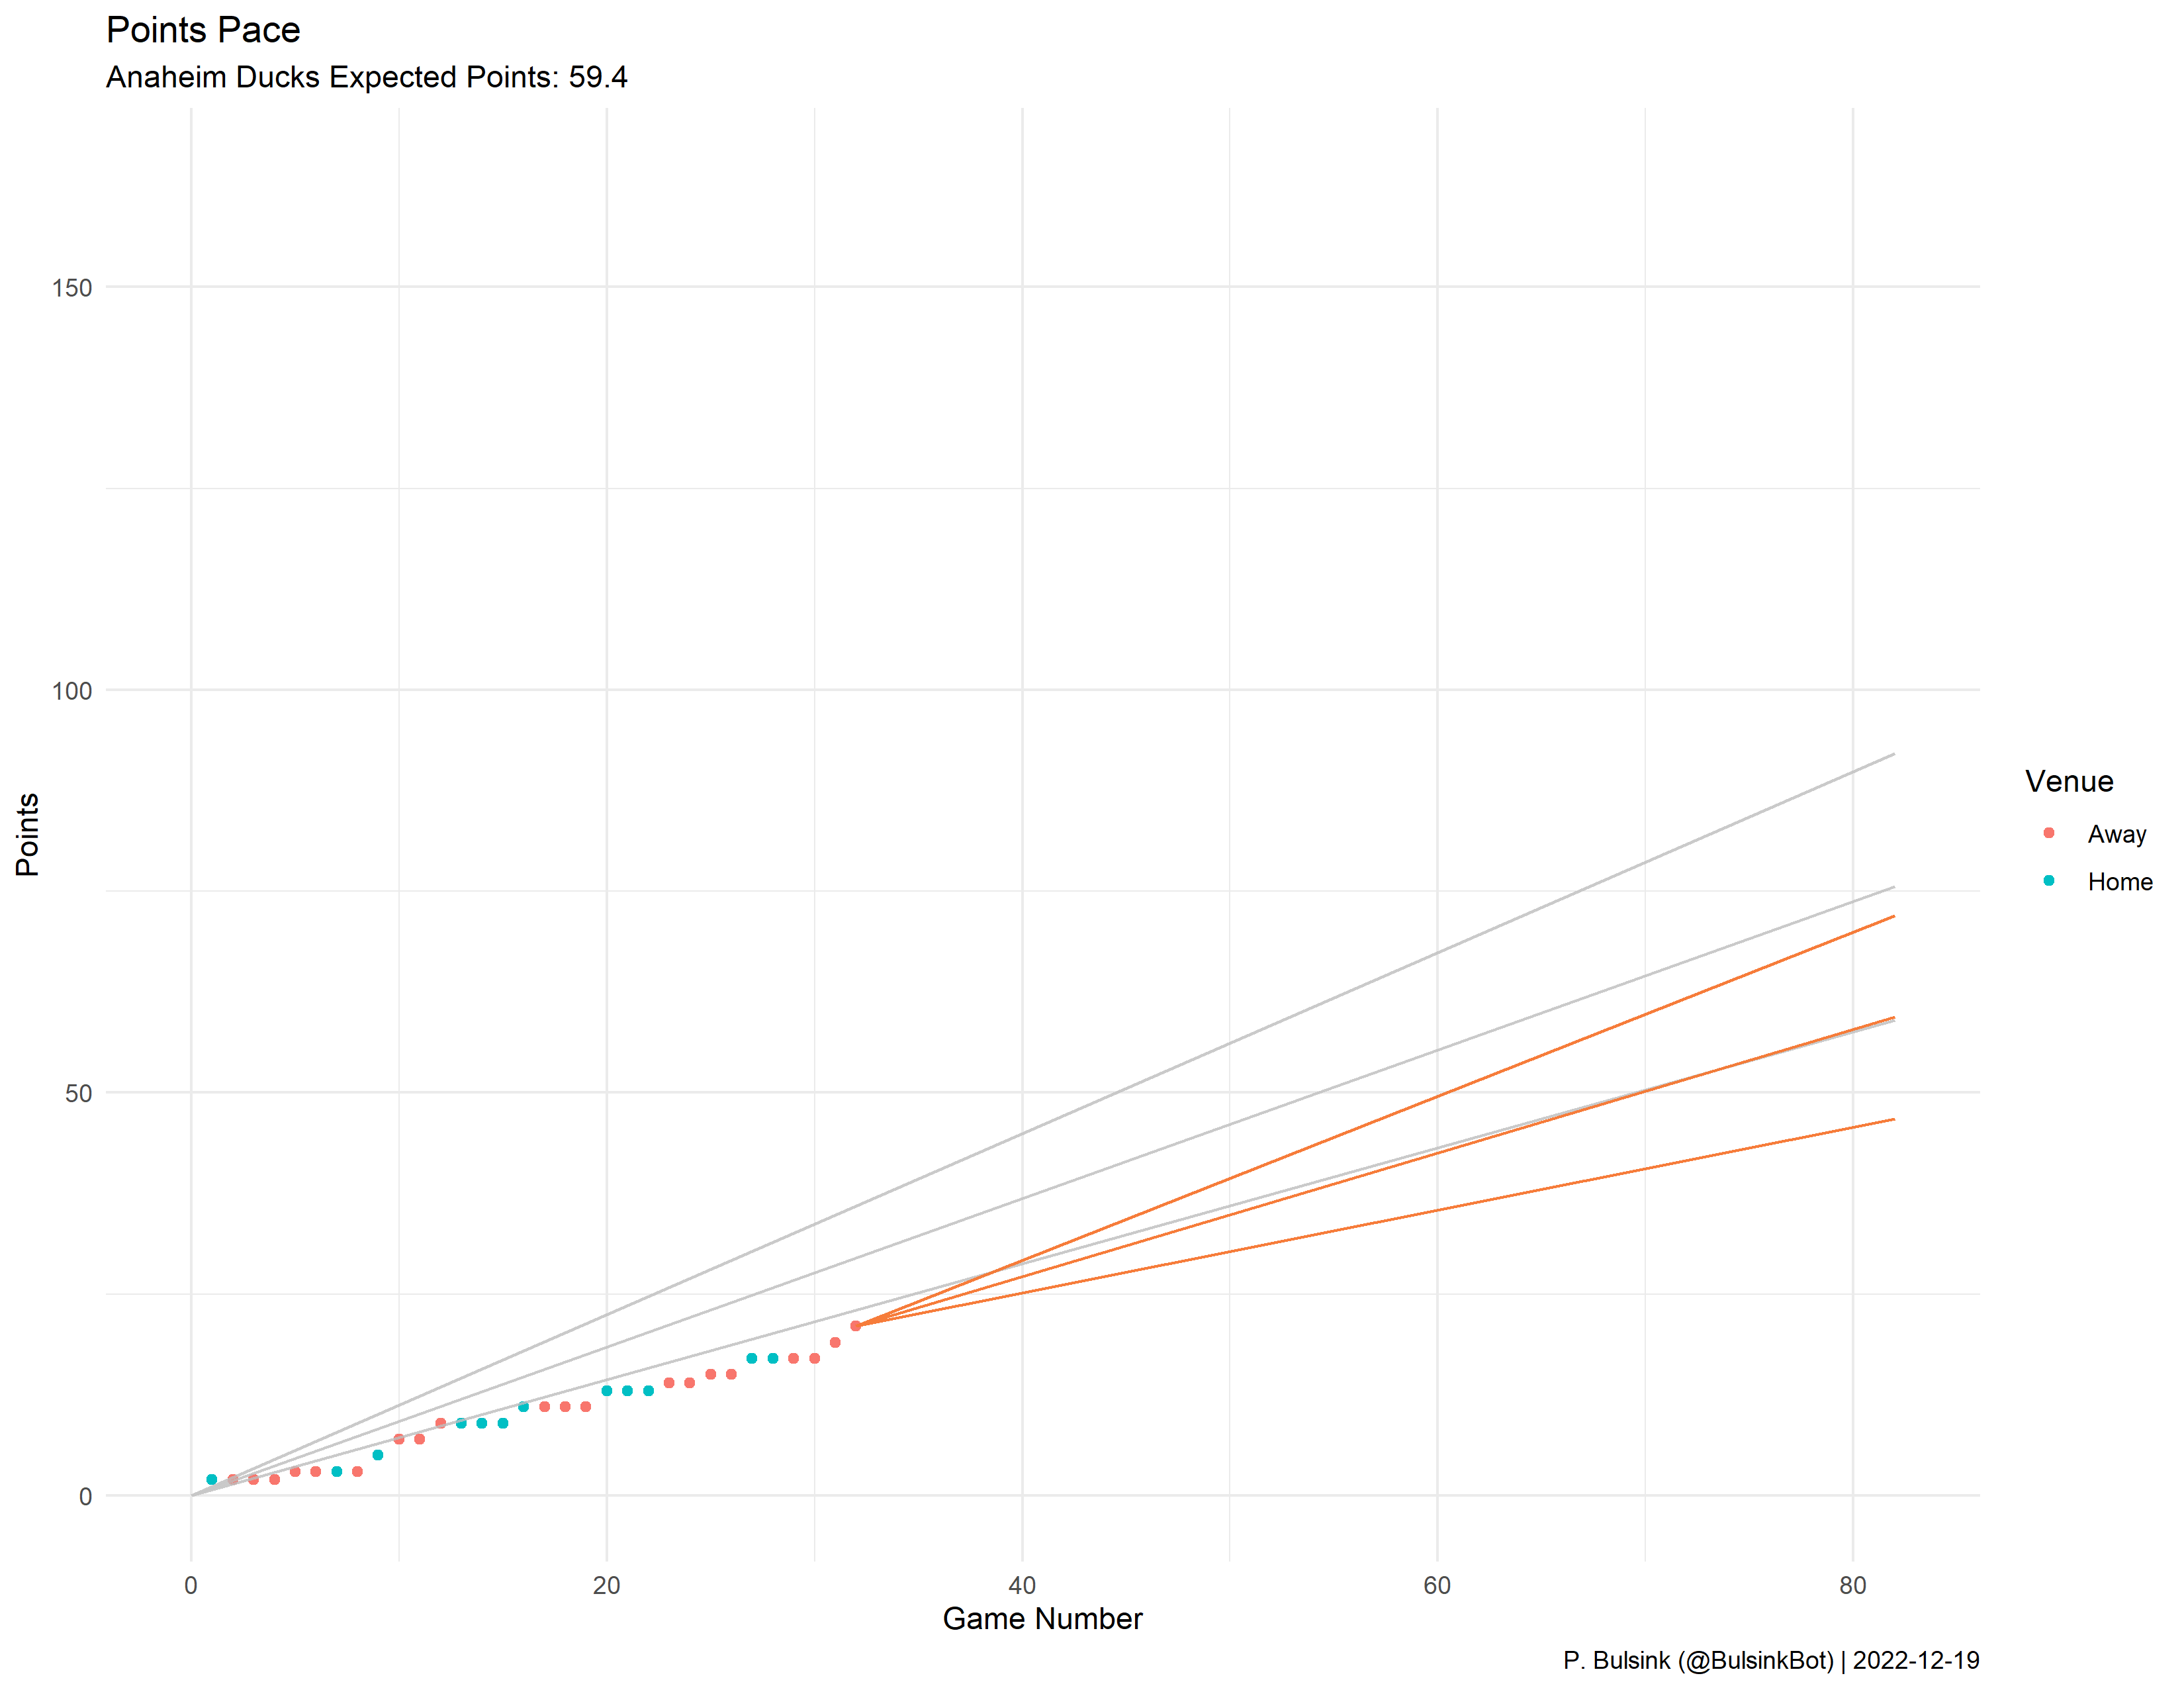 Points Pace
Anaheim Ducks Expected Points: 59.4
150
100
50
0
Points
0 20 40 60 80
Game Number
Venue
Away
Home
P. Bulsink (@BulsinkBot) | 2022-12-19